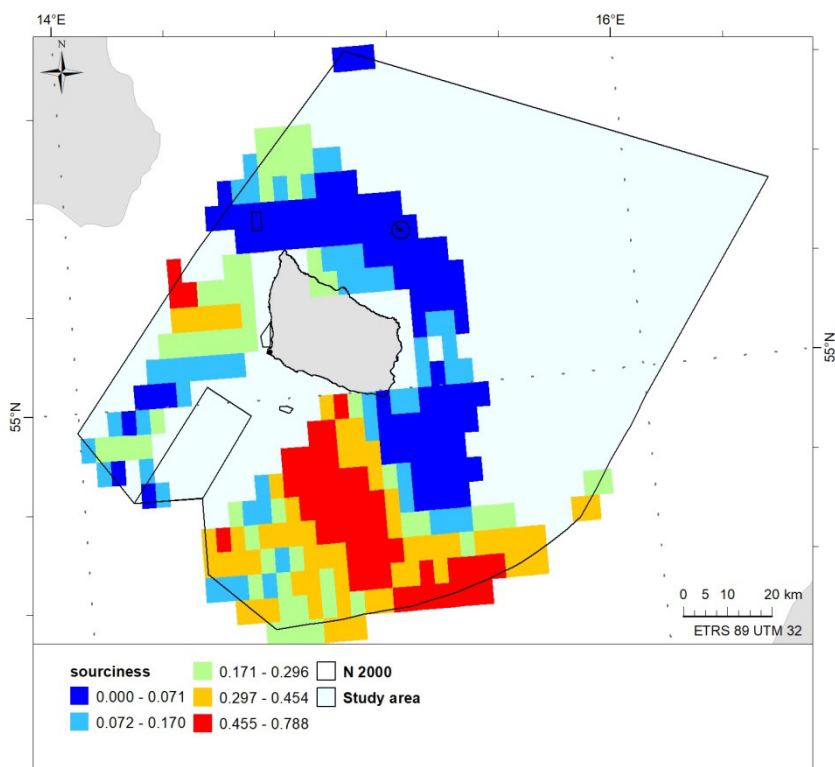 14°E 16°E
N
55°N
55°N
0 5 10 20 km
ETRS 89 UTM 32
sourciness
0.000 - 0.071
0.072 - 0.170
0.171 - 0.296
0.297 - 0.454
0.455 - 0.788
N 2000
Study area